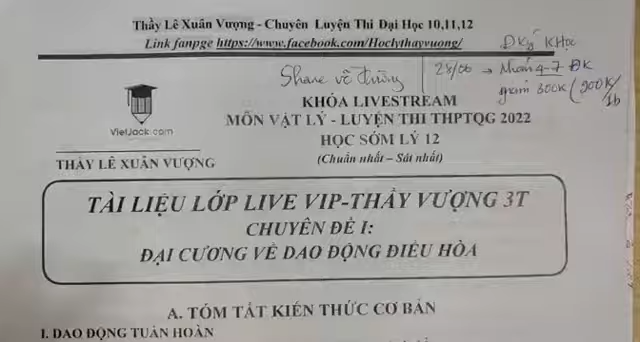 Thầy Lê Xuân Vượng - Chuyên Luyện Thi Đại Học 10,11,12
Link fanpge https://www.facebook.com/Hoclythayvuong/
ĐKý KHọc
Share về tường
28/06 → Nhóm 4-7 ĐK
giảm 300K (200K/1b
VietJack.com
KHÓA LIVESTREAM
MÔN VẬT LÝ - LUYỆN THI THPTQG 2022
HỌC SỚM LÝ 12
(Chuẩn nhất – Sát nhất)
THẦY LÊ XUÂN VƯỢNG
TÀI LIỆU LỚP LIVE VIP-THẦY VƯỢNG 3T
CHUYÊN ĐỀ I:
ĐẠI CƯƠNG VỀ DAO ĐỘNG ĐIỀU HÒA
A. TÓM TẮT KIẾN THỨC CƠ BẢN
I. DAO ĐỘNG TUẦN HOÀN